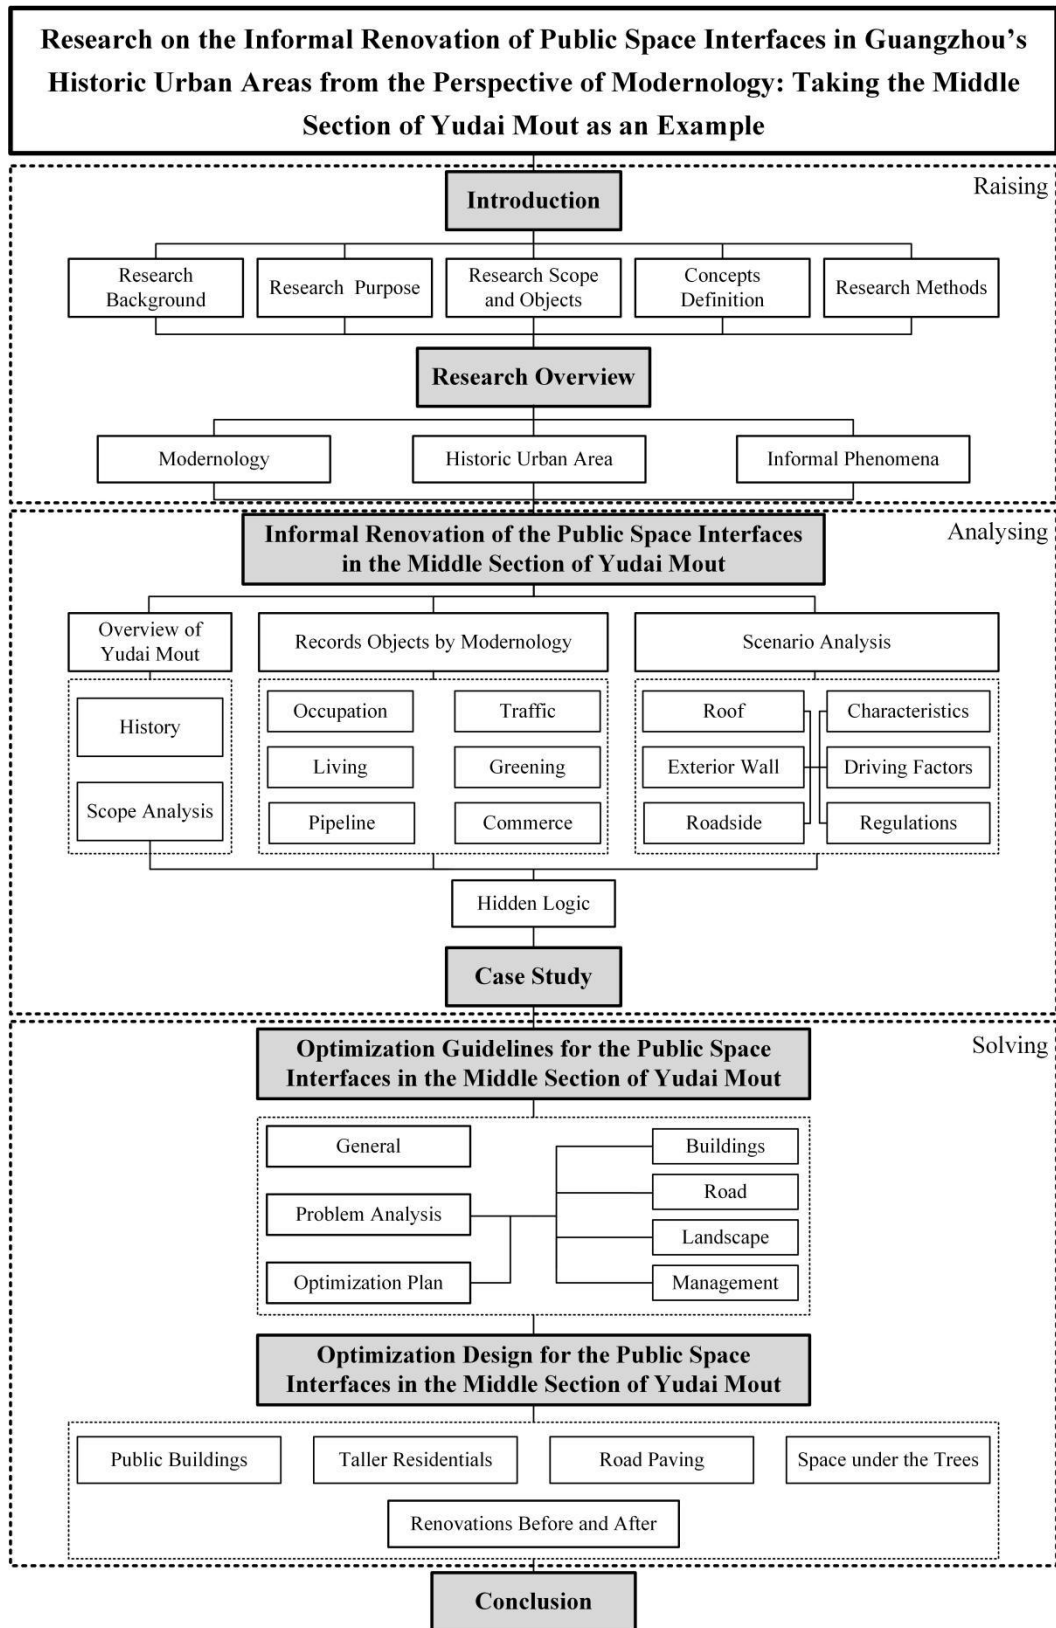 Research on the Informal Renovation of Public Space Interfaces in Guangzhou's
Historic Urban Areas from the Perspective of Modernology: Taking the Middle
Section of Yudai Mout as an Example
Raising
Introduction
Research
Background
Research Purpose
Research Scope
and Objects
Concepts
Definition
Research Methods
Research Overview
Modernology
Historic Urban Area
Informal Phenomena
Analysing
Informal Renovation of the Public Space Interfaces
in the Middle Section of Yudai Mout
Overview of
Yudai Mout
Records Objects by Modernology
Scenario Analysis
History
Scope Analysis
Occupation
Traffic
Living
Greening
Pipeline
Commerce
Roof
Characteristics
Exterior Wall
Driving Factors
Roadside
Regulations
Hidden Logic
Case Study
Solving
Optimization Guidelines for the Public Space
Interfaces in the Middle Section of Yudai Mout
General
Problem Analysis
Optimization Plan
Buildings
Road
Landscape
Management
Optimization Design for the Public Space
Interfaces in the Middle Section of Yudai Mout
Public Buildings
Taller Residentials
Road Paving
Space under the Trees
Renovations Before and After
Conclusion